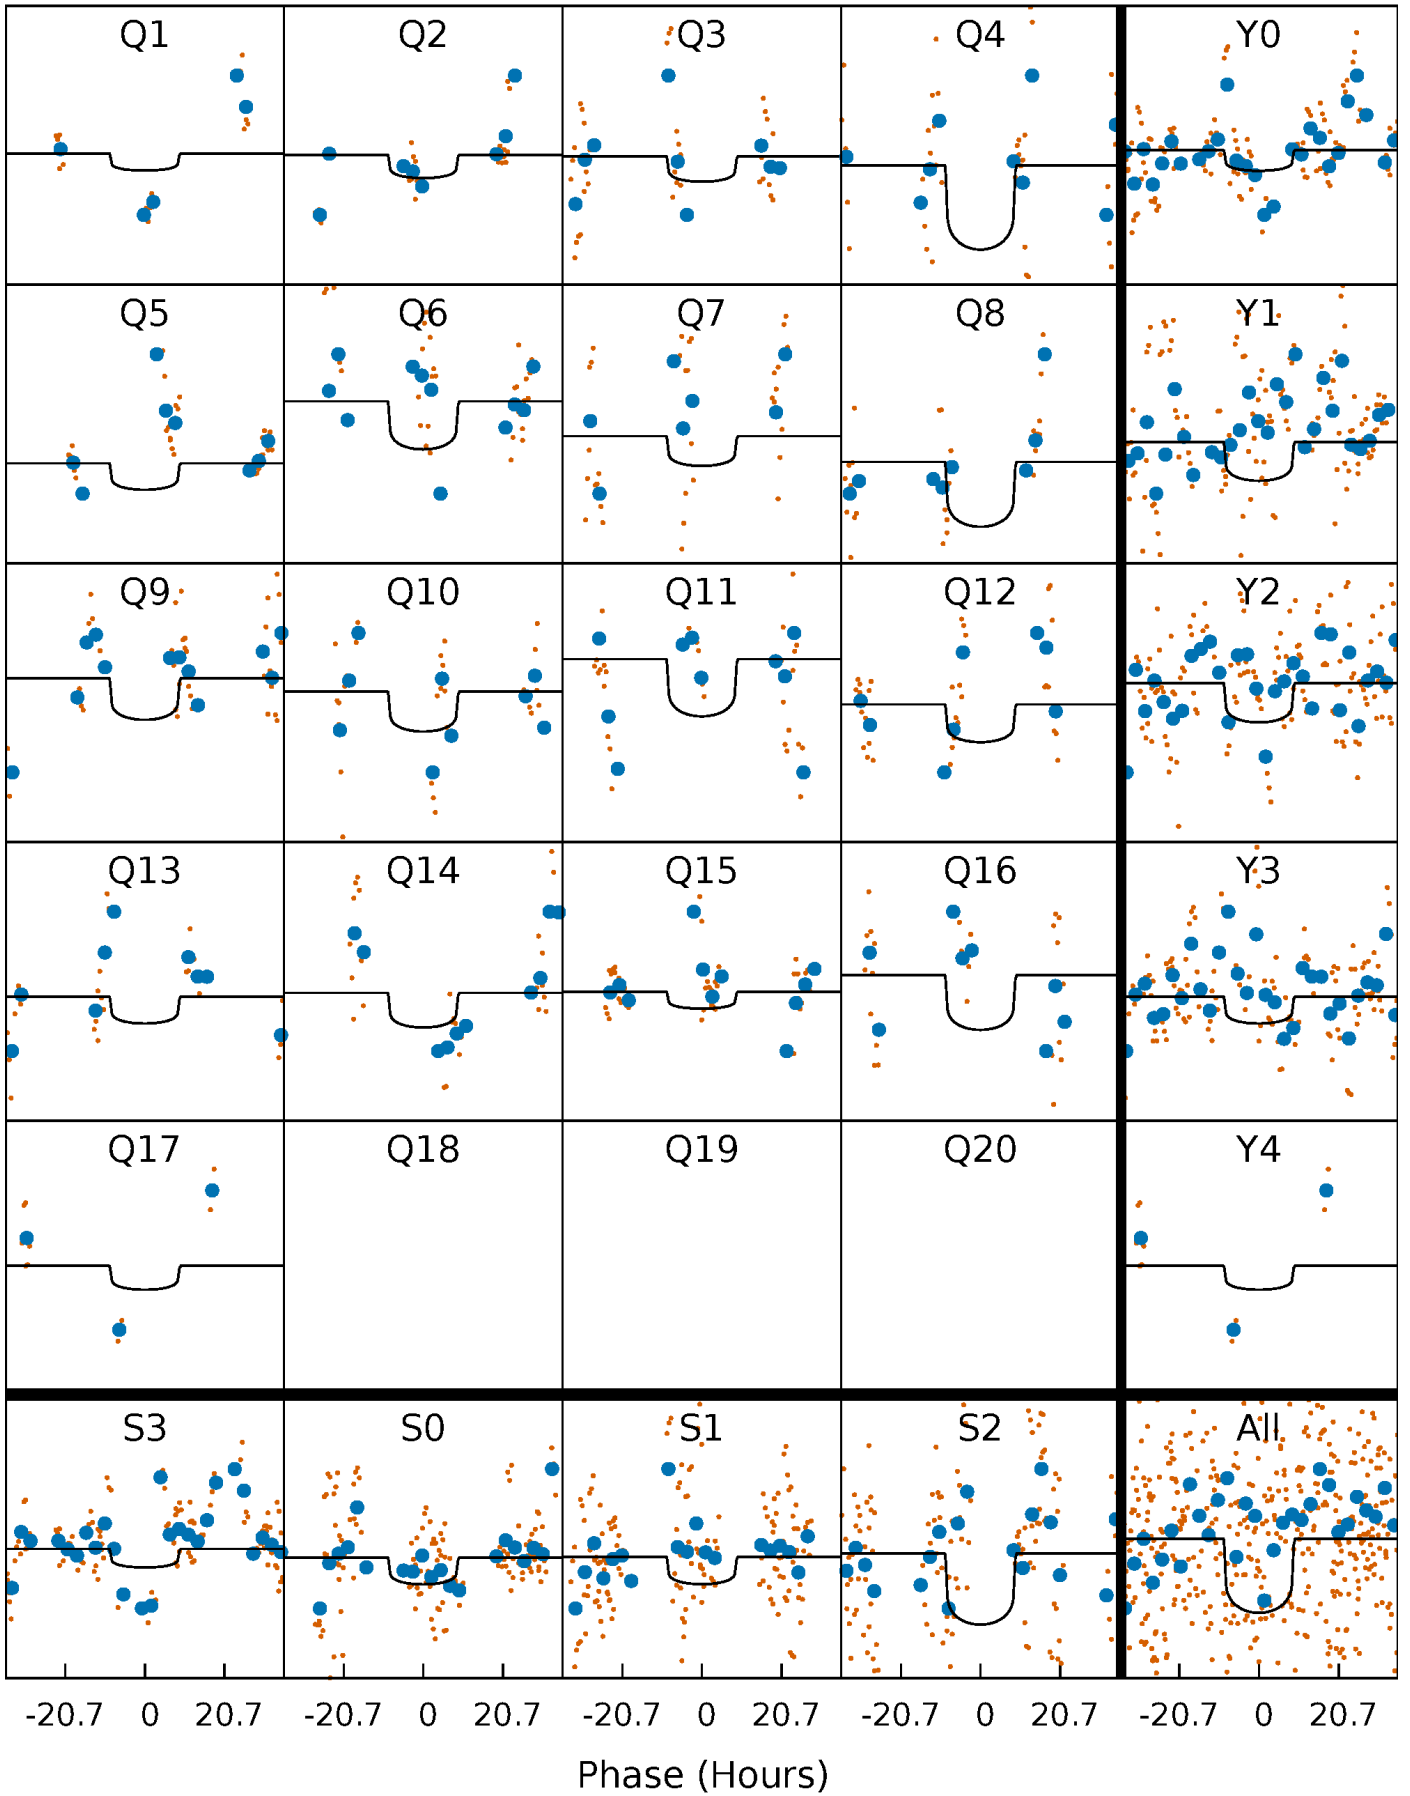 Q1 Q2 Q3 Q4 Y0
Q5 Q6 Q7 Q8 Y1
Q9 Q10 Q11 Q12 Y2
Q13 Q14 Q15 Q16 Y3
Q17 Q18 Q19 Q20 Y4
S3 S0 S1 S2 All
-20.7 0 20.7 -20.7 0 20.7 -20.7 0 20.7 -20.7 0 20.7 -20.7 0 20.7
Phase (Hours)